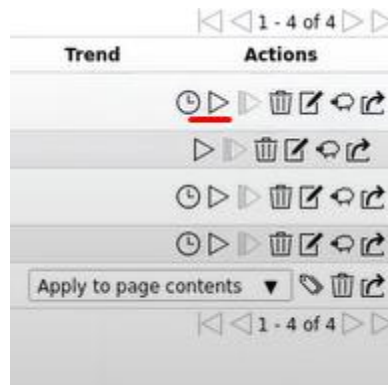 1 - 4 of 4
Trend Actions
Apply to page contents
1 - 4 of 4